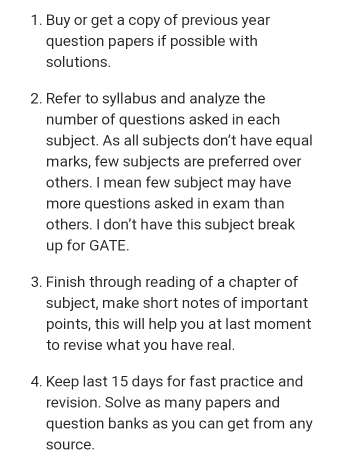 1. Buy or get a copy of previous year
question papers if possible with
solutions.
2. Refer to syllabus and analyze the
number of questions asked in each
subject. As all subjects don’t have equal
marks, few subjects are preferred over
others. I mean few subject may have
more questions asked in exam than
others. I don’t have this subject break
up for GATE.
3. Finish through reading of a chapter of
subject, make short notes of important
points, this will help you at last moment
to revise what you have real.
4. Keep last 15 days for fast practice and
revision. Solve as many papers and
question banks as you can get from any
source.